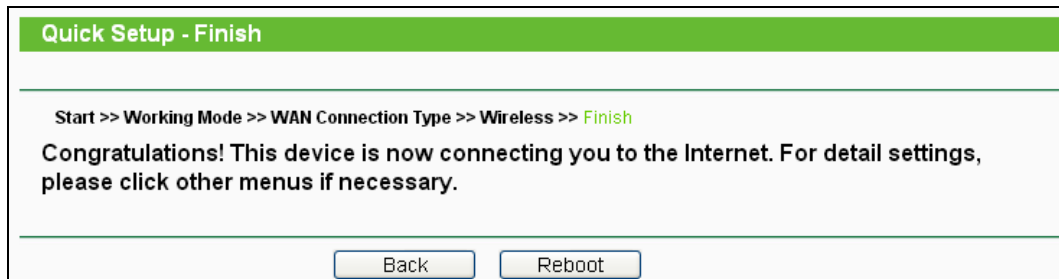 Quick Setup - Finish
Start >> Working Mode >> WAN Connection Type >> Wireless >> Finish
Congratulations! This device is now connecting you to the Internet. For detail settings,
please click other menus if necessary.
Back Reboot